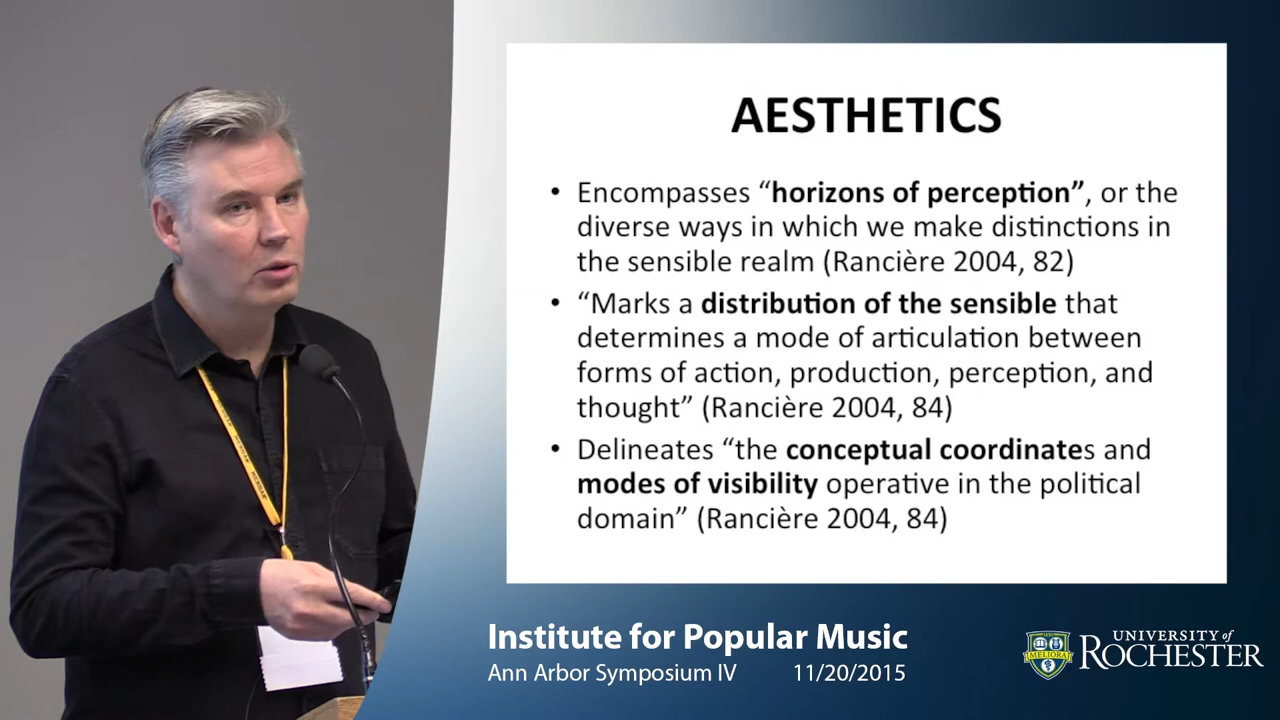 AESTHETICS
• Encompasses “horizons of perception”, or the
diverse ways in which we make distinctions in
the sensible realm (Rancière 2004, 82)
• “Marks a distribution of the sensible that
determines a mode of articulation between
forms of action, production, perception, and
thought” (Rancière 2004, 84)
• Delineates “the conceptual coordinates and
modes of visibility operative in the political
domain” (Rancière 2004, 84)
Institute for Popular Music
Ann Arbor Symposium IV 11/20/2015
MELIORA
UNIVERSITY of
ROCHESTER